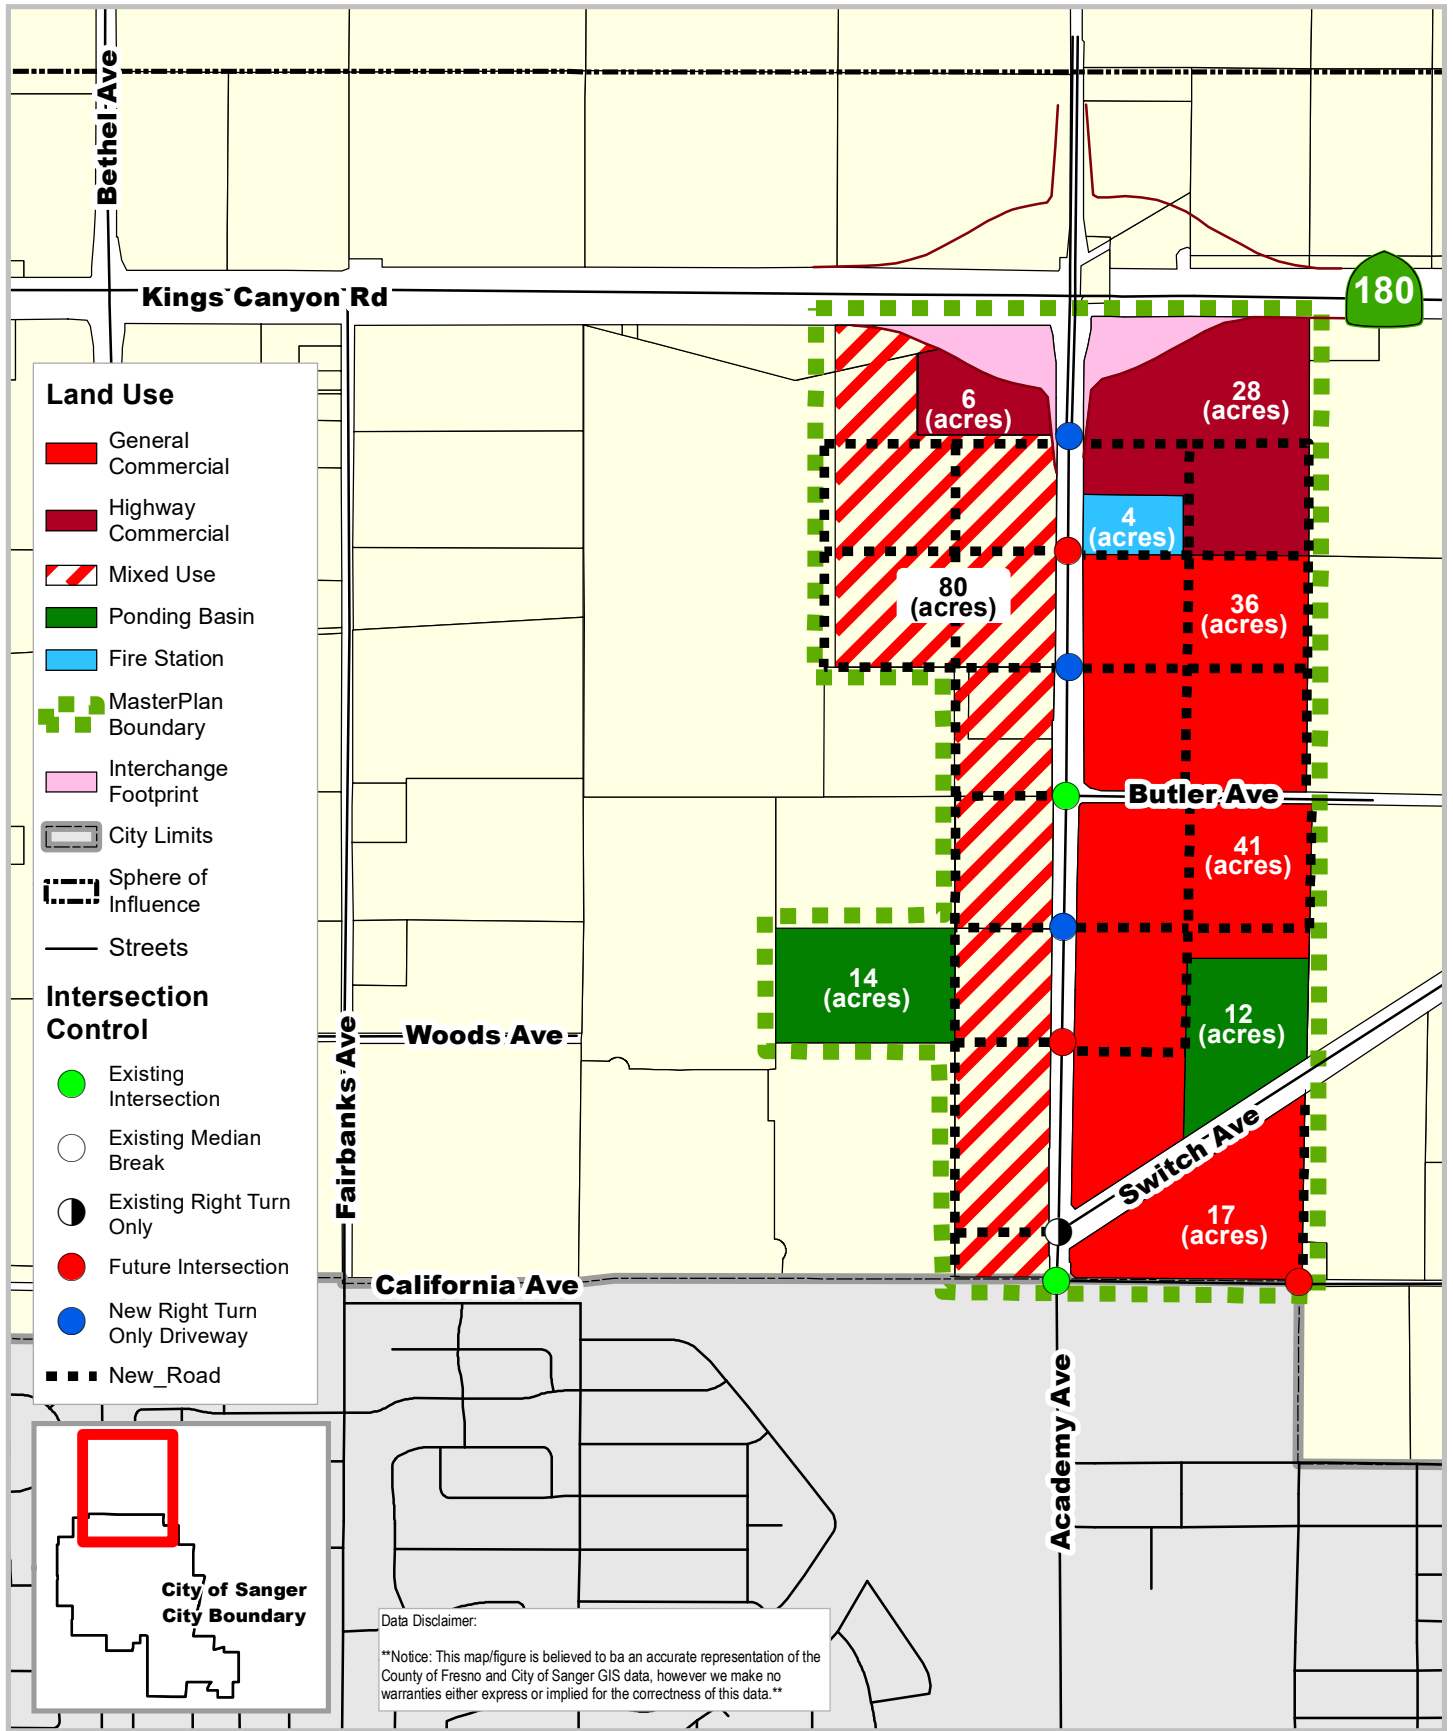 Bethel Ave
Kings Canyon Rd
180
Land Use
General
Commercial
Highway
Commercial
Mixed Use
Ponding Basin
Fire Station
MasterPlan
Boundary
Interchange
Footprint
City Limits
Sphere of
Influence
Streets
Intersection
Control
Existing
Intersection
Existing Median
Break
Existing Right Turn
Only
Future Intersection
New Right Turn
Only Driveway
New_Road
6
(acres)
28
(acres)
4
(acres)
80
(acres)
36
(acres)
Butler Ave
41
(acres)
14
(acres)
12
(acres)
Woods Ave
Fairbanks Ave
Switch Ave
17
(acres)
California Ave
Academy Ave
City of Sanger
City Boundary
Data Disclaimer:
**Notice: This map/figure is believed to ba an accurate representation of the
County of Fresno and City of Sanger GIS data, however we make no
warranties either express or implied for the correctness of this data.**